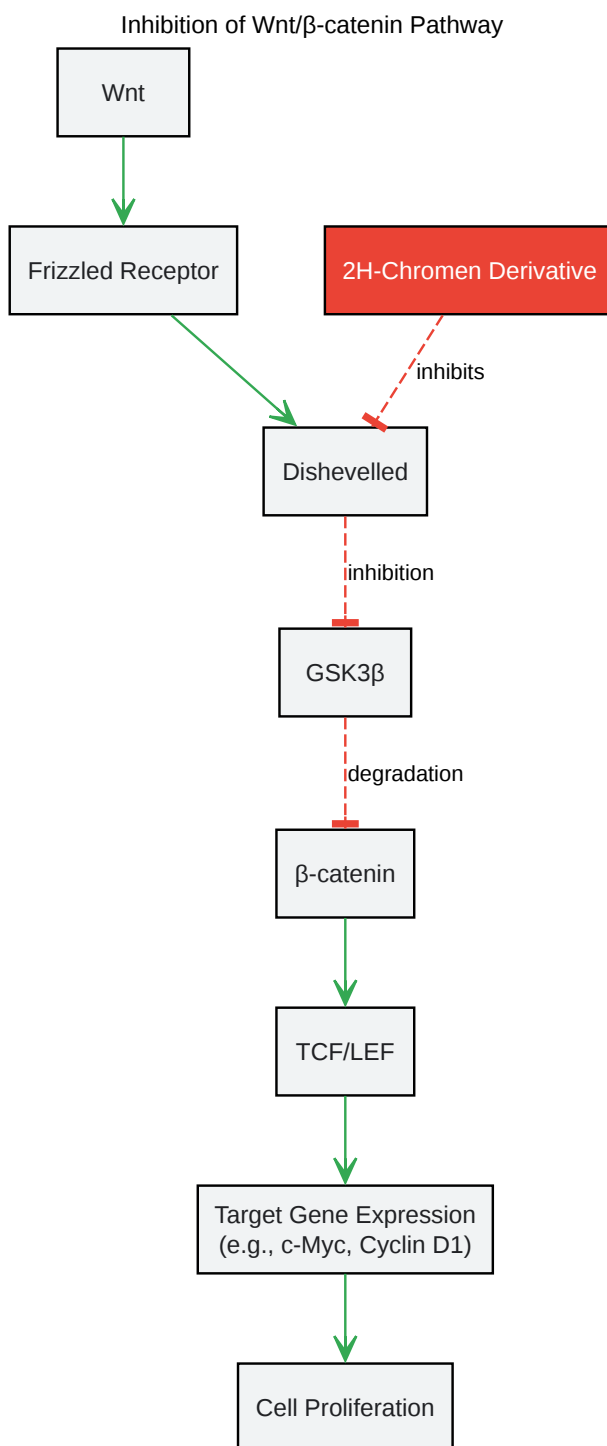 Inhibition of Wnt/β-catenin Pathway
Wnt
Frizzled Receptor
2H-Chromen Derivative
inhibits
Dishevelled
inhibition
GSK3β
degradation
β-catenin
TCF/LEF
Target Gene Expression
(e.g., c-Myc, Cyclin D1)
Cell Proliferation